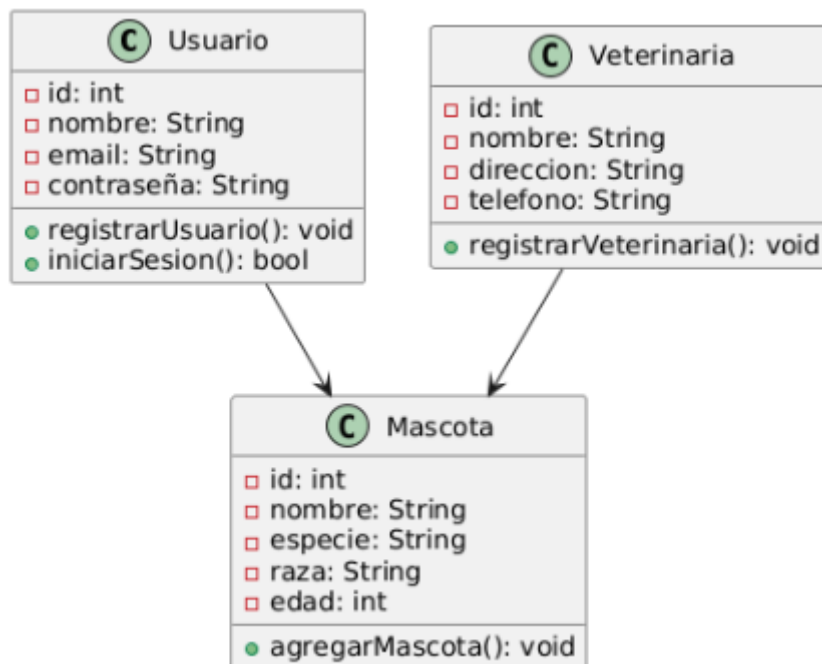 C Usuario
id: int
nombre: String
email: String
contraseña: String
registrarUsuario(): void
iniciarSesion(): bool
C Veterinaria
id: int
nombre: String
direccion: String
telefono: String
registrarVeterinaria(): void
C Mascota
id: int
nombre: String
especie: String
raza: String
edad: int
agregarMascota(): void